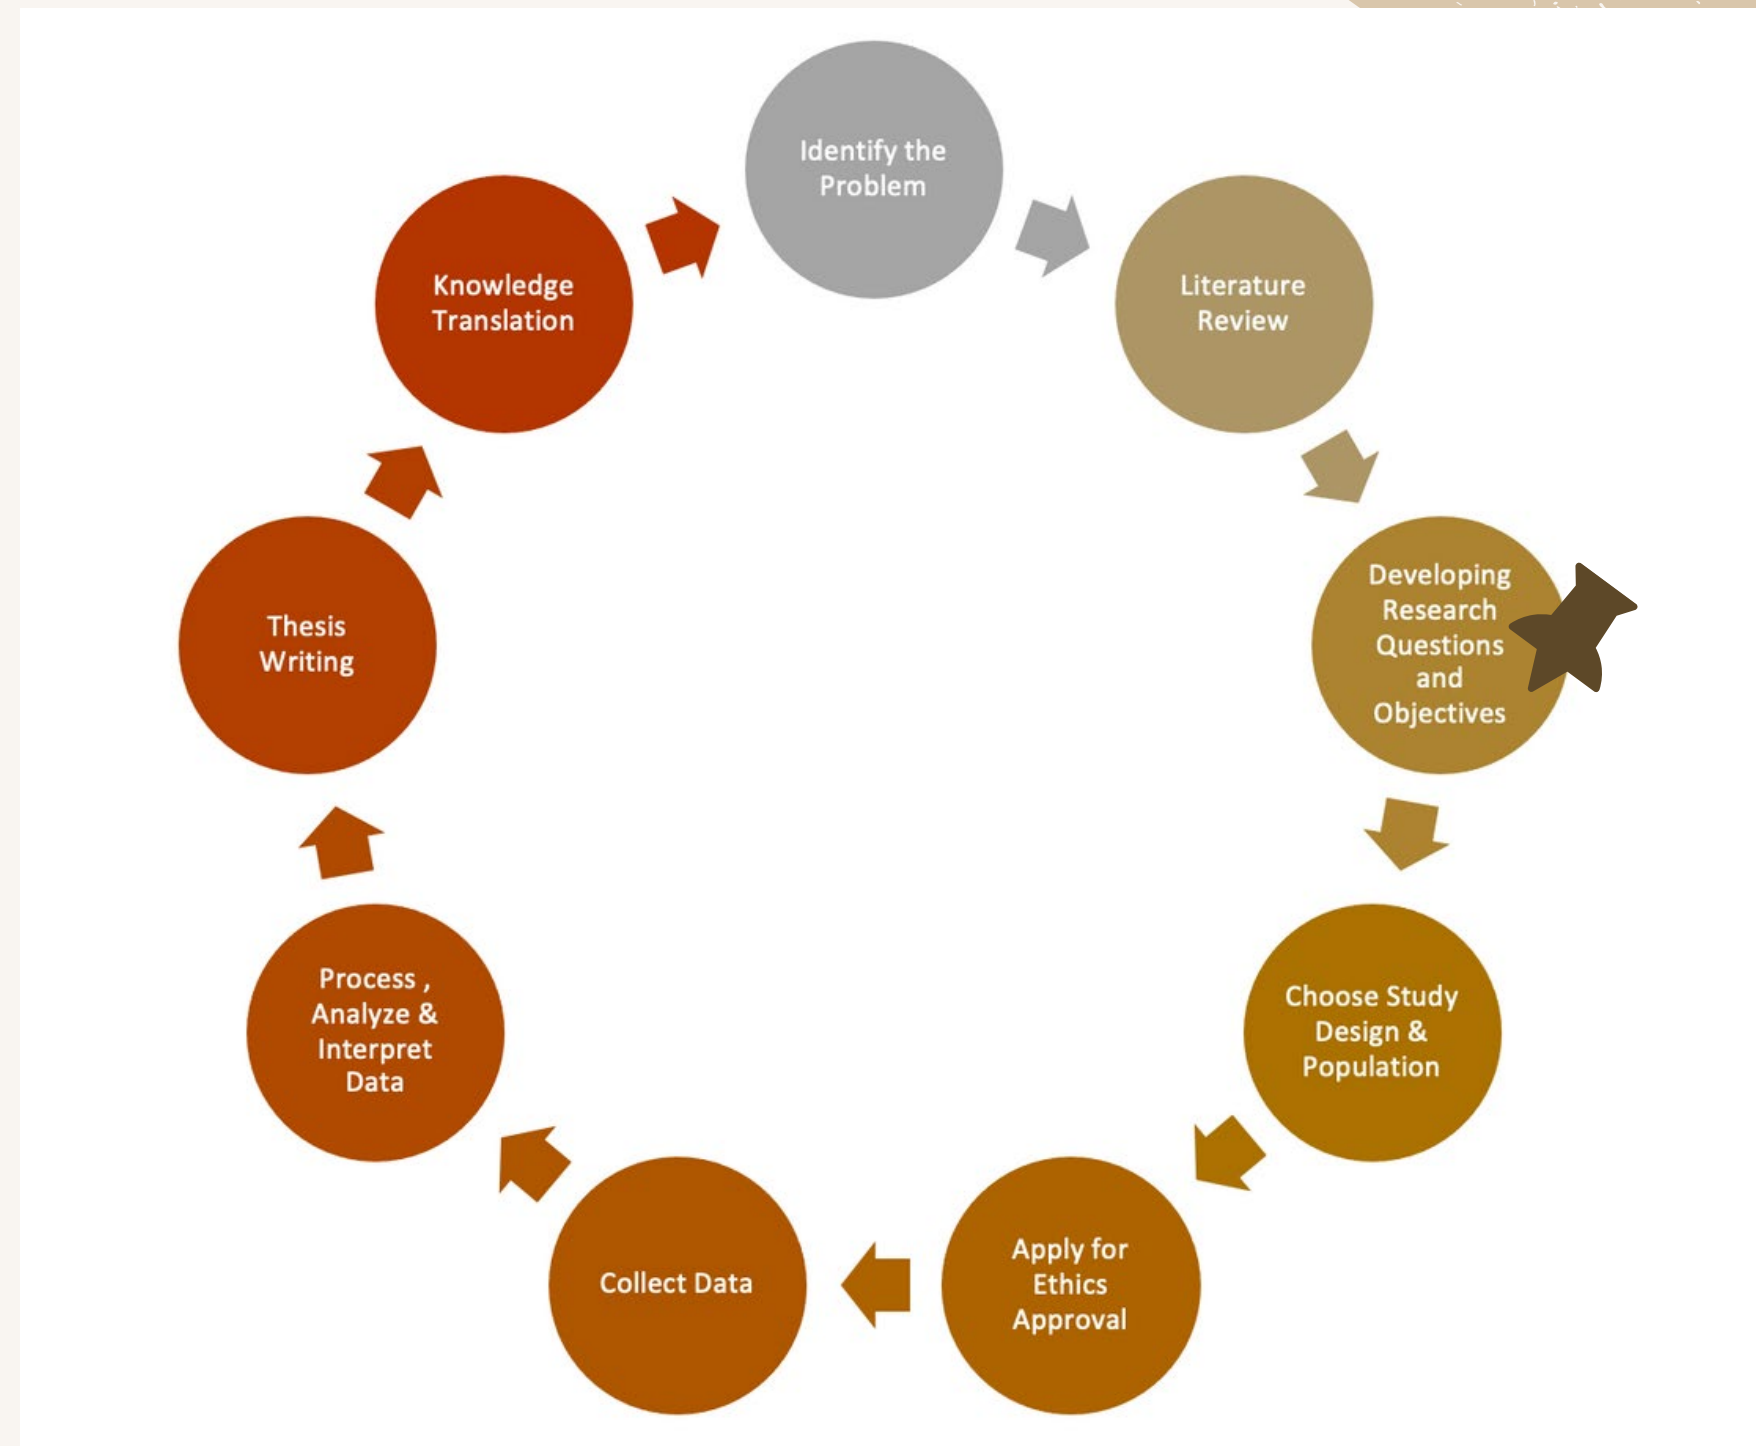 Identify the
Problem
Literature
Review
Developing
Research
Questions
and
Objectives
Choose Study
Design &
Population
Apply for
Ethics
Approval
Collect Data
Process ,
Analyze &
Interpret
Data
Thesis
Writing
Knowledge
Translation